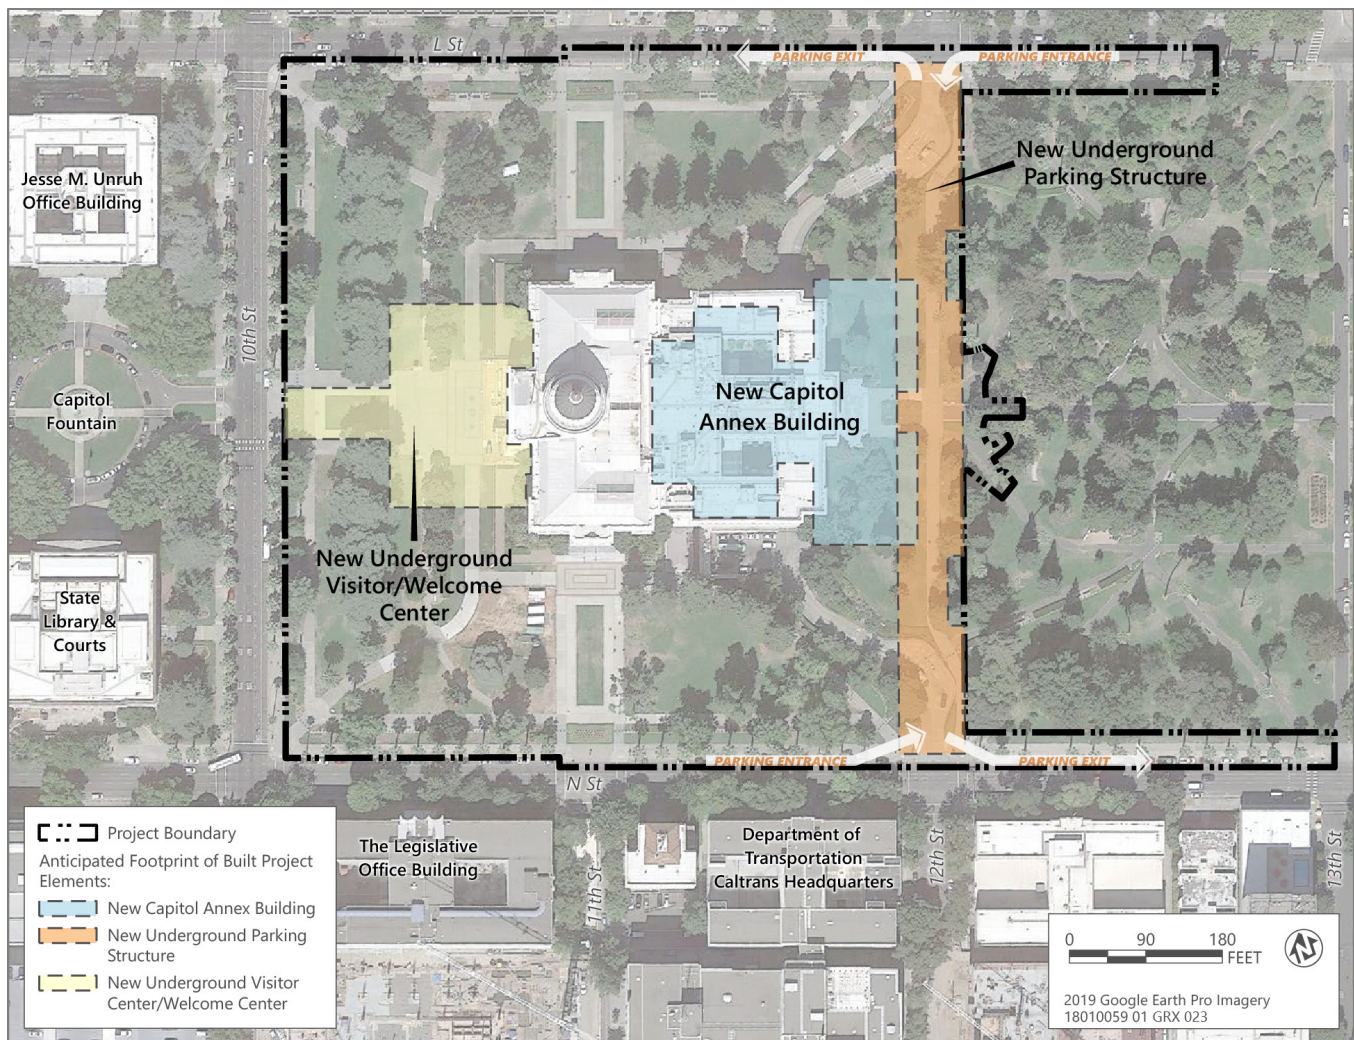 L St
PARKING EXIT
PARKING ENTRANCE
New Underground
Parking Structure
Jesse M. Unruh
Office Building
10th St
Capitol
Fountain
New Capitol
Annex Building
New Underground
Visitor/Welcome
Center
State
Library &
Courts
PARKING ENTRANCE
PARKING EXIT
N St
The Legislative
Office Building
11th St
Department of
Transportation
Caltrans Headquarters
12th St
13th St
Project Boundary
Anticipated Footprint of Built Project
Elements:
New Capitol Annex Building
New Underground Parking
Structure
New Underground Visitor
Center/Welcome Center
0 90 180
FEET
N
2019 Google Earth Pro Imagery
18010059 01 GRX 023